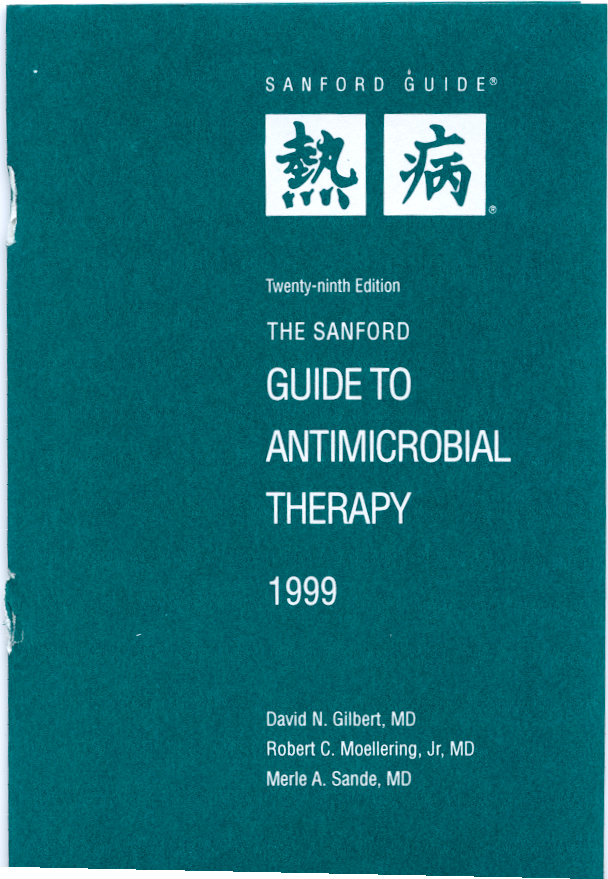 SANFORD GUIDE®
熱病®
Twenty-ninth Edition
THE SANFORD
GUIDE TO
ANTIMICROBIAL
THERAPY
1999
David N. Gilbert, MD
Robert C. Moellering, Jr, MD
Merle A. Sande, MD